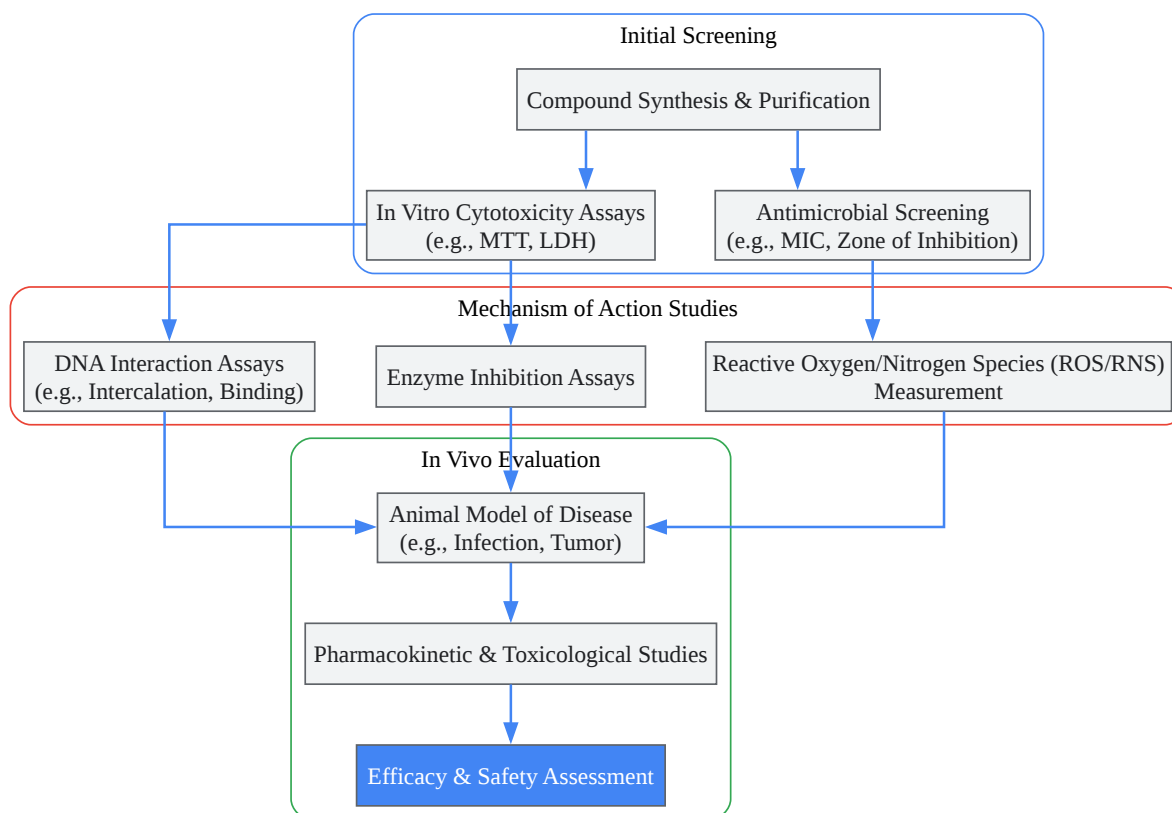 Initial Screening
Compound Synthesis & Purification
In Vitro Cytotoxicity Assays
(e.g., MTT, LDH)
Antimicrobial Screening
(e.g., MIC, Zone of Inhibition)
Mechanism of Action Studies
DNA Interaction Assays
(e.g., Intercalation, Binding)
Enzyme Inhibition Assays
Reactive Oxygen/Nitrogen Species (ROS/RNS)
Measurement
In Vivo Evaluation
Animal Model of Disease
(e.g., Infection, Tumor)
Pharmacokinetic & Toxicological Studies
Efficacy & Safety Assessment